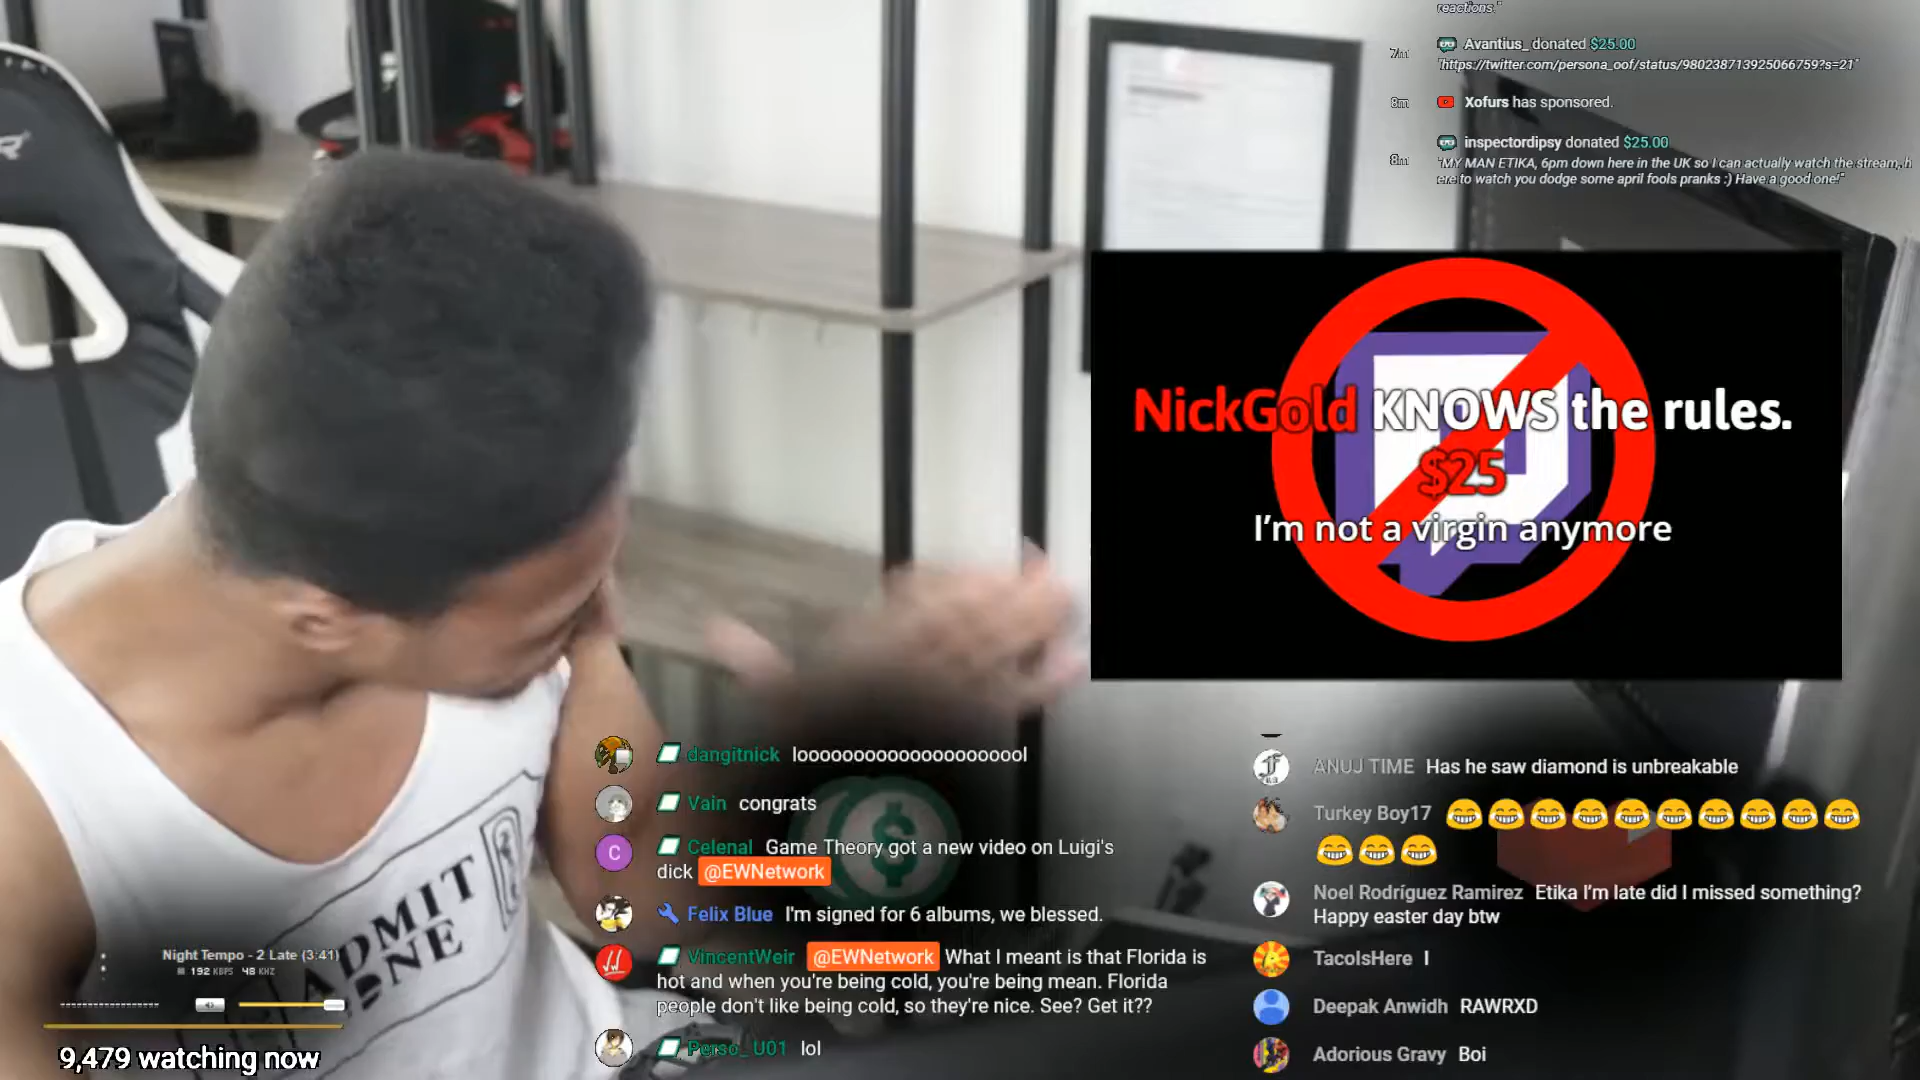 reactions."
7m
Avantius_ donated $25.00
"https://twitter.com/persona_oof/status/980238713925066759?s=21"
8m
Xofurs has sponsored.
8m
inspectordipsy donated $25.00
"MY MAN ETIKA, 6pm down here in the UK so I can actually watch the stream, h
ere to watch you dodge some april fools pranks :) Have a good one!"
NickGold KNOWS the rules.
$25
I'm not a virgin anymore
dangitnick looooooooooooooooooool
Vain congrats
C
Celenal Game Theory got a new video on Luigi's
dick @EWNetwork
Felix Blue I'm signed for 6 albums, we blessed.
VincentWeir @EWNetwork What I meant is that Florida is
hot and when you're being cold, you're being mean. Florida
people don't like being cold, so they're nice. See? Get it??
Perso_U01 lol
ANUJ TIME Has he saw diamond is unbreakable
Turkey Boy17 😂😂😂😂😂😂😂😂😂😂
😂😂😂
Noel Rodríguez Ramirez Etika I'm late did I missed something?
Happy easter day btw
TacoIsHere I
Deepak Anwidh RAWRXD
Adorious Gravy Boi
ADMIT
ONE
Night Tempo - 2 Late (3:41)
192 KBPS 48 KHZ
9,479 watching now